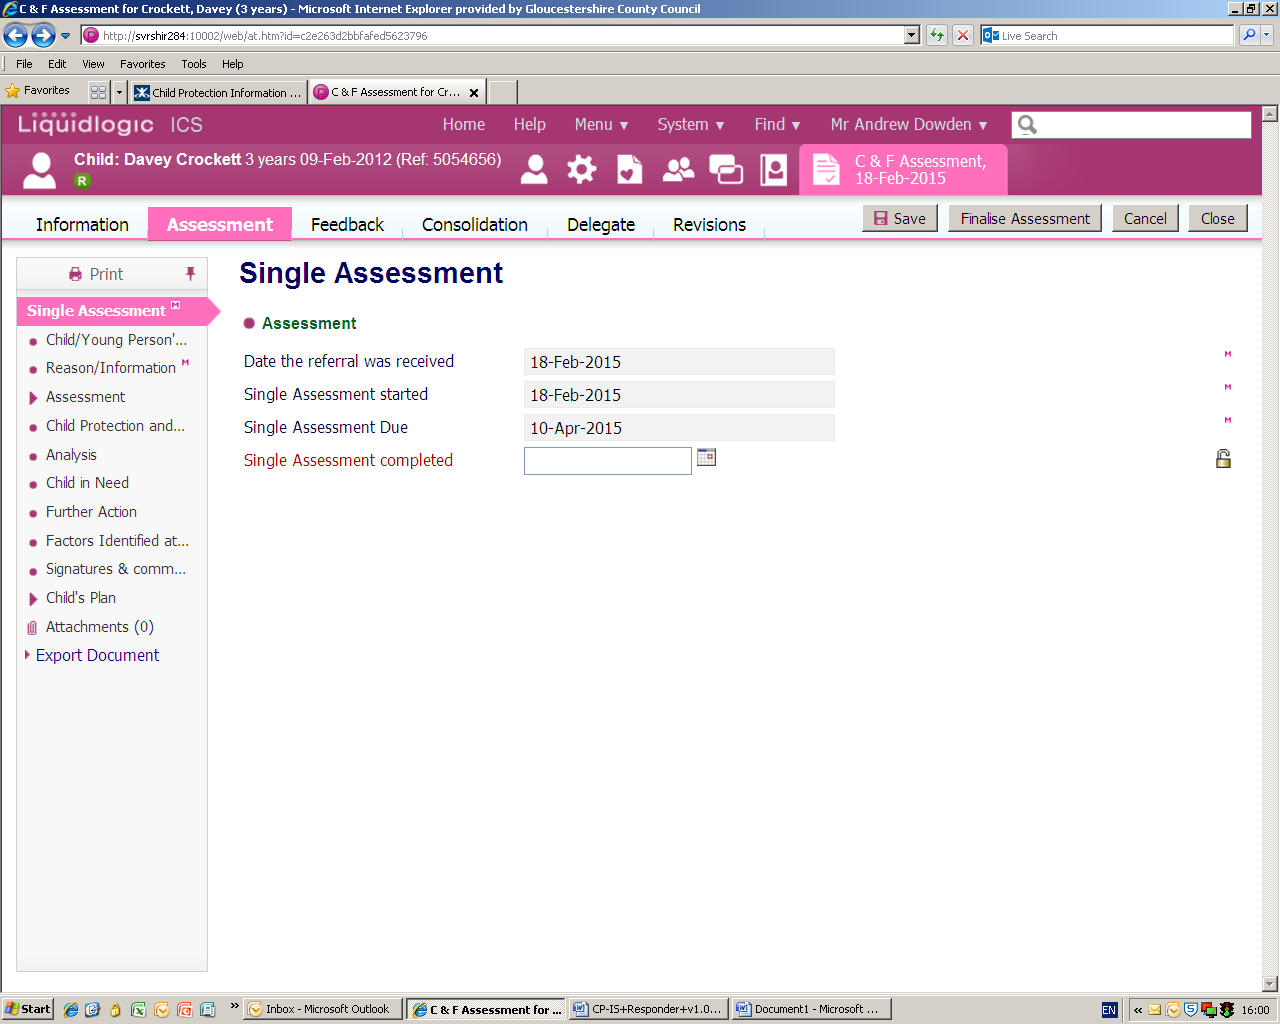 C & F Assessment for Crockett, Davey (3 years) - Microsoft Internet Explorer provided by Gloucestershire County Council
http://svrshir284:10002/web/at.htm?id=c2e263d2bbfafed5623796
Live Search
File Edit View Favorites Tools Help
Favorites
Child Protection Information ...
C & F Assessment for Cr...
Liquidlogic ICS
Home Help Menu ▼ System ▼ Find ▼ Mr Andrew Dowden ▼
Child: Davey Crockett 3 years 09-Feb-2012 (Ref: 5054656)
R
C & F Assessment,
18-Feb-2015
Information Assessment Feedback Consolidation Delegate Revisions
Save Finalise Assessment Cancel Close
Print
Single Assessment M
Child/Young Person'...
Reason/Information M
Assessment
Child Protection and...
Analysis
Child in Need
Further Action
Factors Identified at...
Signatures & comm...
Child's Plan
Attachments (0)
Export Document
Single Assessment
Assessment
Date the referral was received 18-Feb-2015 M
Single Assessment started 18-Feb-2015 M
Single Assessment Due 10-Apr-2015 M
Single Assessment completed
Start » Inbox - Microsoft Outlook C & F Assessment for ... CP-IS+Responder+v1.0... Document1 - Microsoft ... EN « 16:00